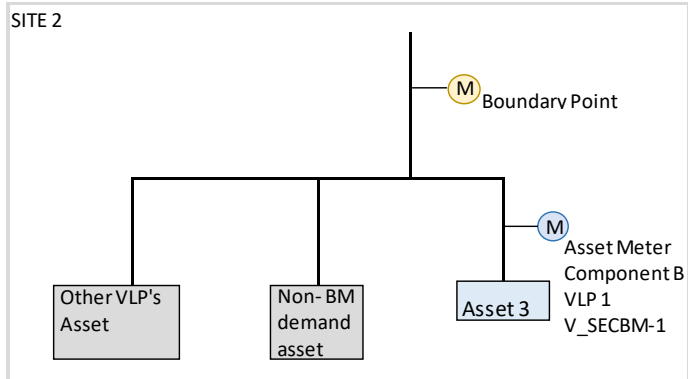 SITE 2
M
Boundary Point
M
Asset Meter
Component B
VLP 1
V_SECBM-1
Other VLP's
Asset
Non-BM
demand
asset
Asset 3